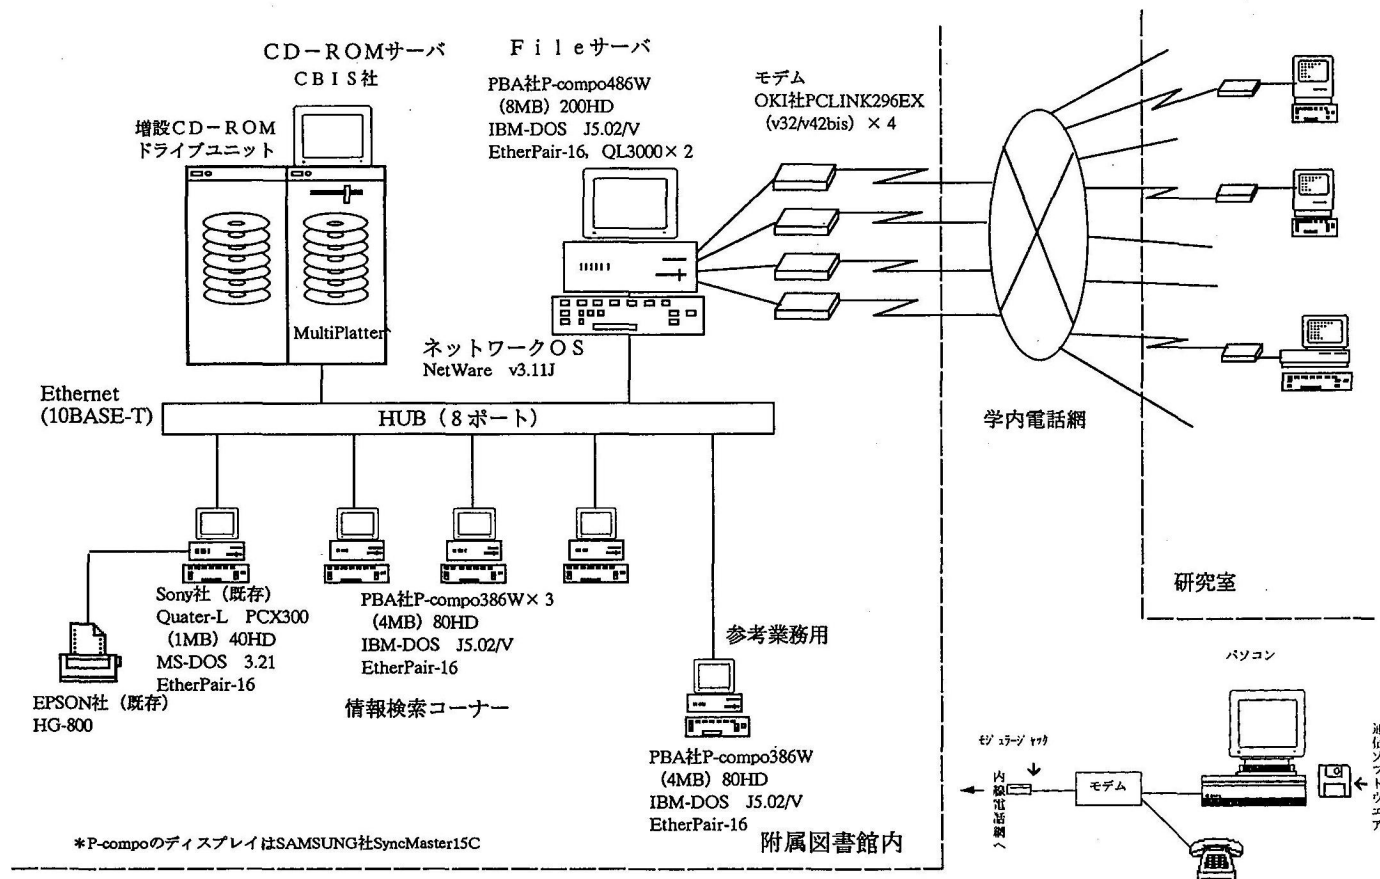 CD－ROMサーバ
CBIS社
増設CD－ROM
ドライブユニット
MultiPlatter
Ｆｉｌｅサーバ
PBA社P-compo486W
（8MB）200HD
IBM-DOS　J5.02/V
EtherPair-16，QL3000×2
ネットワークＯＳ
NetWare　v3.11J
モデム
OKI社PCLINK296EX
（v32/v42bis）×4
Ethernet
(10BASE-T)
HUB（8ポート）
学内電話網
研究室
Sony社（既存）
Quater-L　PCX300
（1MB）40HD
MS-DOS　3.21
EtherPair-16
EPSON社（既存）
HG-800
PBA社P-compo386W×3
（4MB）80HD
IBM-DOS　J5.02/V
EtherPair-16
情報検索コーナー
参考業務用
PBA社P-compo386W
（4MB）80HD
IBM-DOS　J5.02/V
EtherPair-16
＊P-compoのディスプレイはSAMSUNG社SyncMaster15C
附属図書館内
パソコン
モジュラージャック
内線電話網へ
モデム
通信ソフトウエア